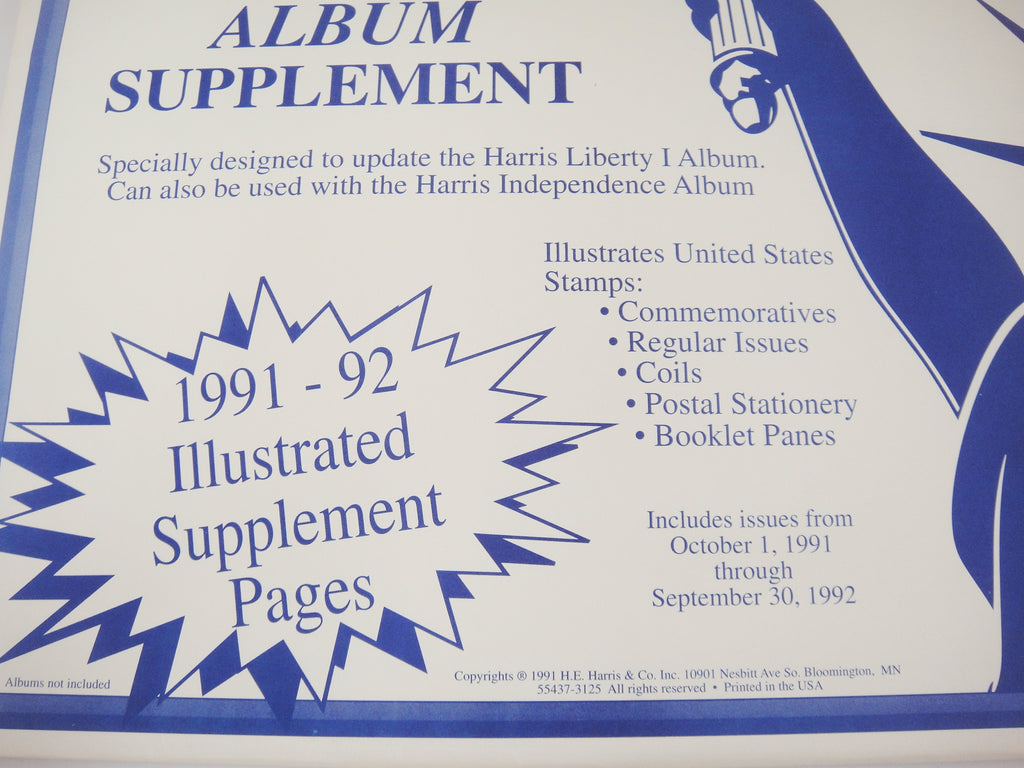 ALBUM
SUPPLEMENT
Specially designed to update the Harris Liberty I Album.
Can also be used with the Harris Independence Album
Illustrates United States
Stamps:
• Commemoratives
• Regular Issues
• Coils
• Postal Stationery
• Booklet Panes
1991 - 92
Illustrated
Supplement
Pages
Includes issues from
October 1, 1991
through
September 30, 1992
Albums not included
Copyrights ® 1991 H.E. Harris & Co. Inc. 10901 Nesbitt Ave So. Bloomington, MN
55437-3125 All rights reserved • Printed in the USA